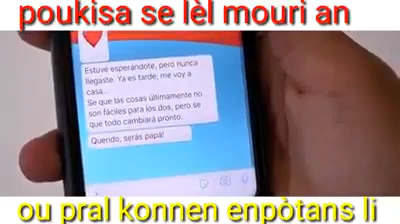 poukisa se lèl mouri an
Estuve esperándote, pero nunca
llegaste. Ya es tarde, me voy a
casa...
Se que las cosas últimamente no
son fáciles para los dos, pero se
que todo cambiará pronto.
Querido, serás papá!
ou pral konnen enpòtans li